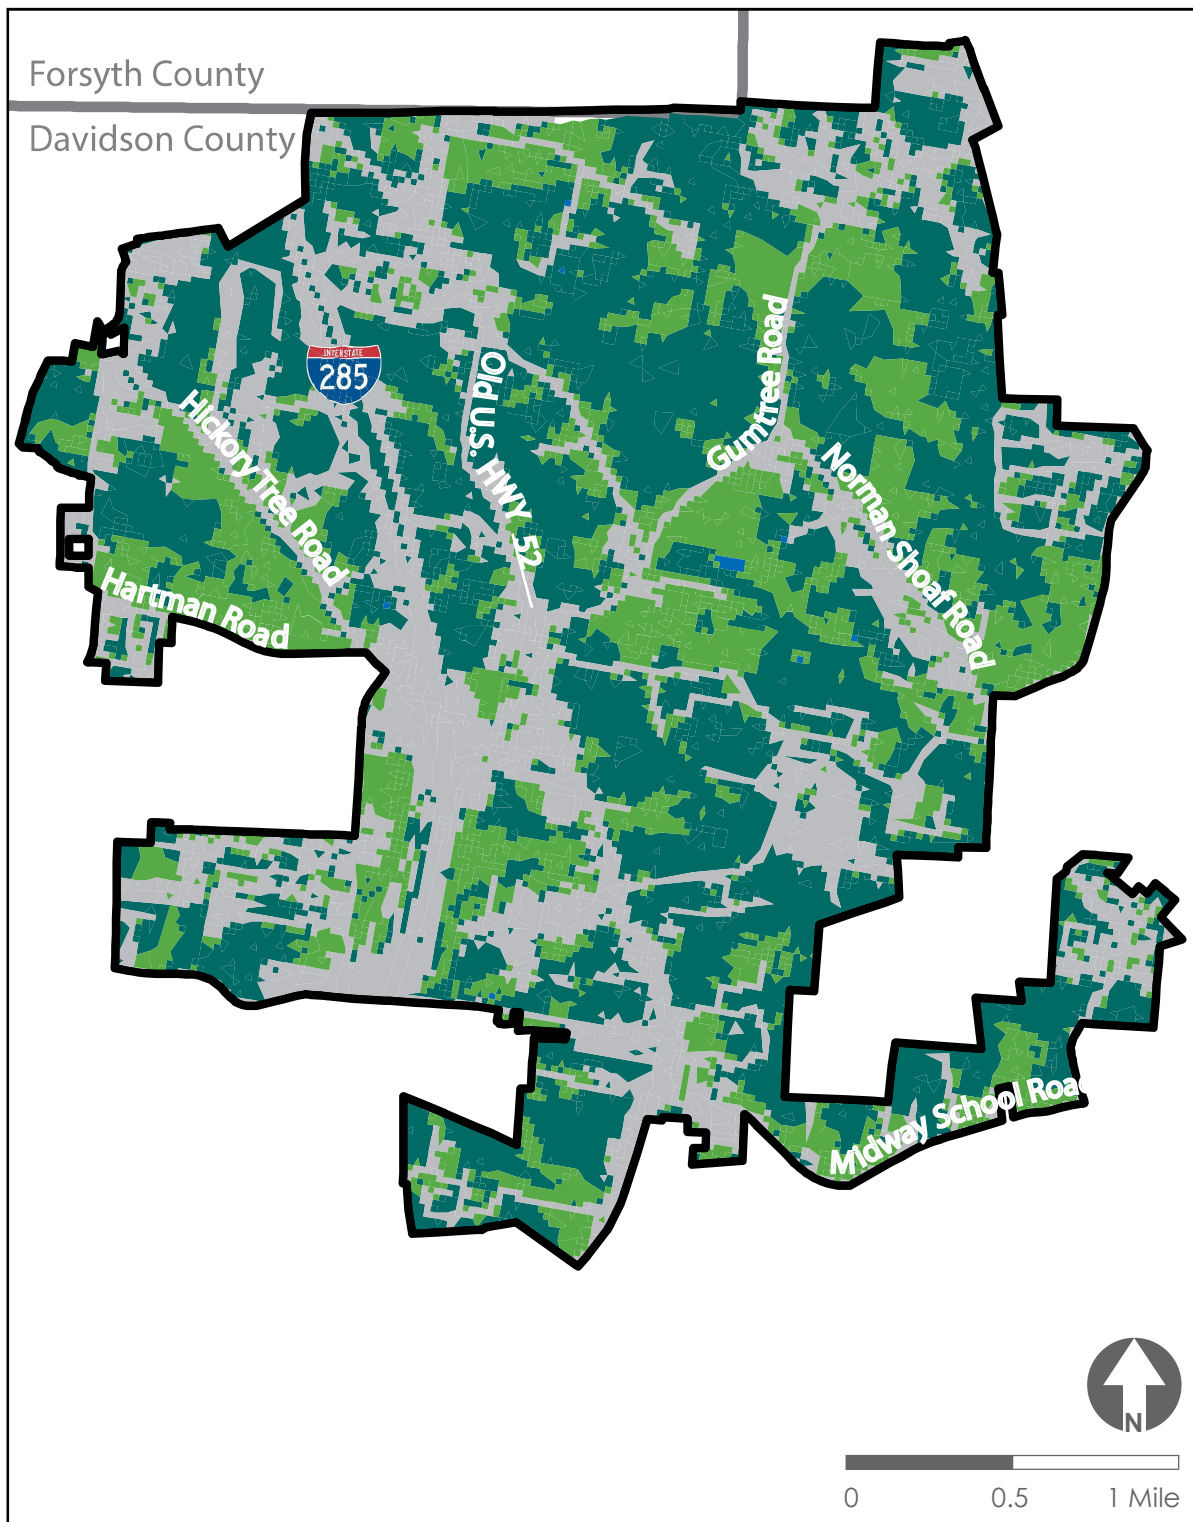 Forsyth County
Davidson County
Gumtree Road
INTERSTATE
285
Old U.S. HWY 52
Hickory Tree Road
Norman Shoaf Road
Hartman Road
Midway School Road
N
0 0.5 1 Mile